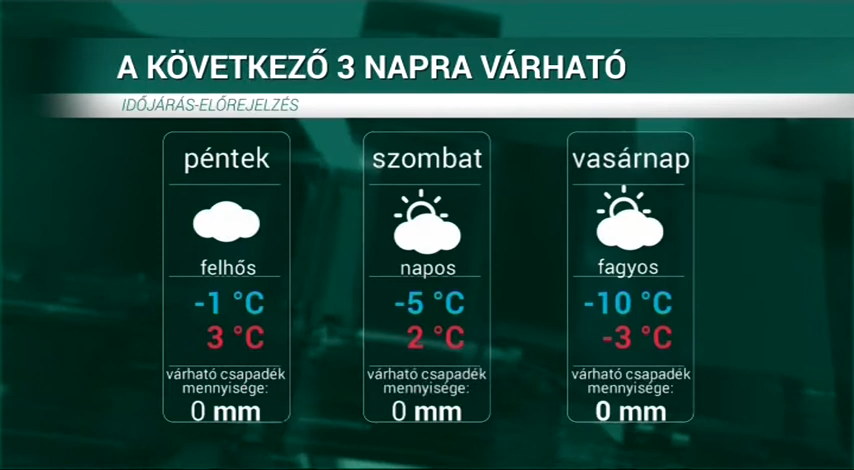 A KÖVETKEZŐ 3 NAPRA VÁRHATÓ
IDŐJÁRÁS-ELŐREJELZÉS
péntek
felhős
-1 °C
3 °C
várható csapadék
mennyisége:
0 mm
szombat
napos
-5 °C
2 °C
várható csapadék
mennyisége:
0 mm
vasárnap
fagyos
-10 °C
-3 °C
várható csapadék
mennyisége:
0 mm